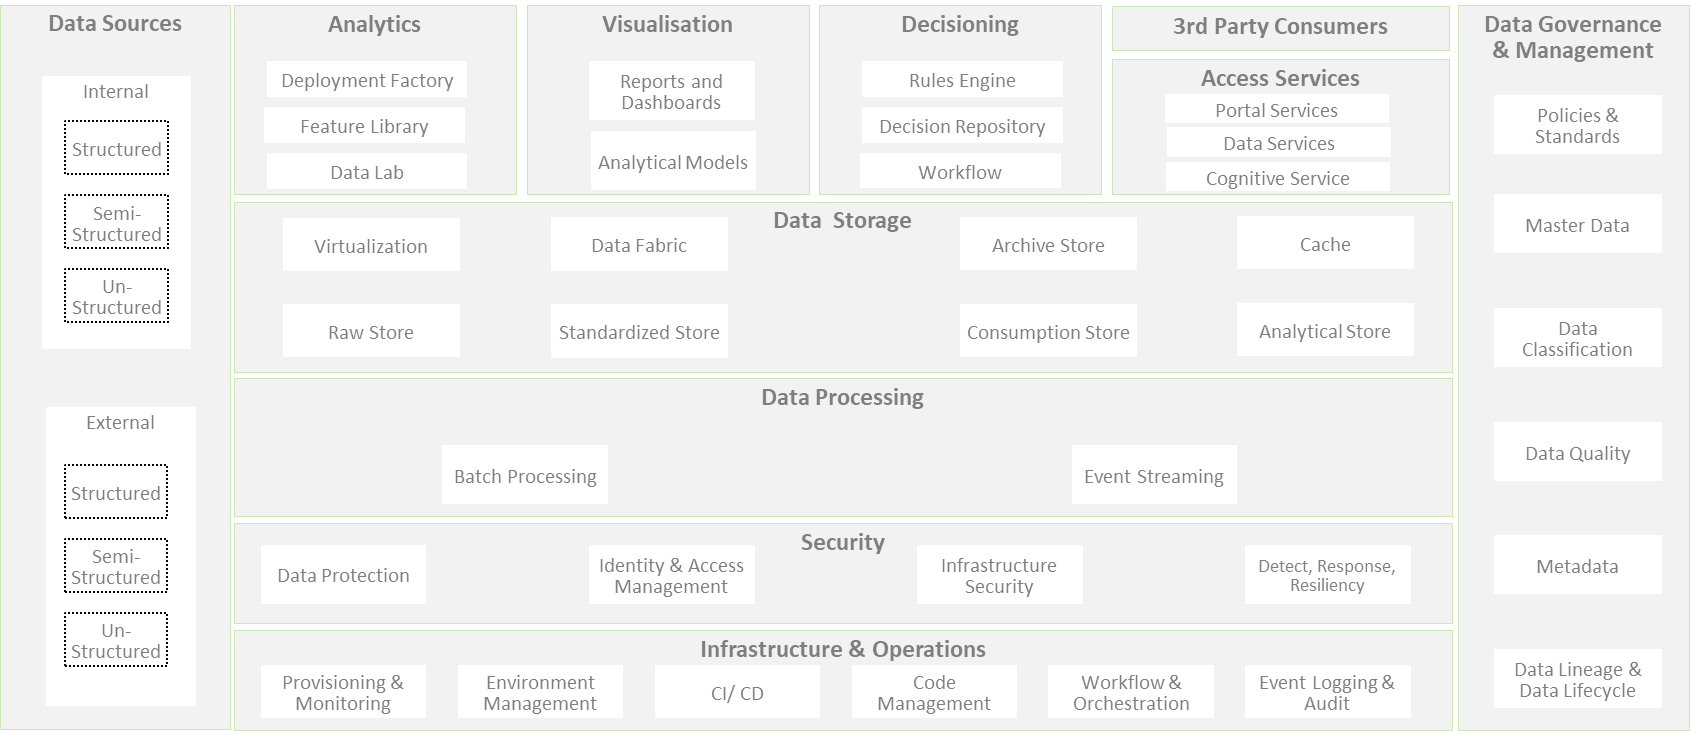 Data Sources
Internal
Structured
Semi-
Structured
Un-
Structured
External
Structured
Semi-
Structured
Un-
Structured
Analytics
Deployment Factory
Feature Library
Data Lab
Visualisation
Reports and
Dashboards
Analytical Models
Decisioning
Rules Engine
Decision Repository
Workflow
3rd Party Consumers
Access Services
Portal Services
Data Services
Cognitive Service
Data Storage
Virtualization
Data Fabric
Archive Store
Cache
Raw Store
Standardized Store
Consumption Store
Analytical Store
Data Processing
Batch Processing
Event Streaming
Security
Data Protection
Identity & Access
Management
Infrastructure
Security
Detect, Response,
Resiliency
Infrastructure & Operations
Provisioning &
Monitoring
Environment
Management
CI/ CD
Code
Management
Workflow &
Orchestration
Event Logging &
Audit
Data Governance
& Management
Policies &
Standards
Master Data
Data
Classification
Data Quality
Metadata
Data Lineage &
Data Lifecycle